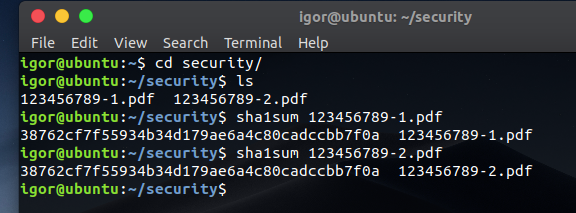 igor@ubuntu: ~/security
File Edit View Search Terminal Help
igor@ubuntu:~$ cd security/
igor@ubuntu:~/security$ ls
123456789-1.pdf 123456789-2.pdf
igor@ubuntu:~/security$ sha1sum 123456789-1.pdf
38762cf7f55934b34d179ae6a4c80cadccbb7f0a 123456789-1.pdf
igor@ubuntu:~/security$ sha1sum 123456789-2.pdf
38762cf7f55934b34d179ae6a4c80cadccbb7f0a 123456789-2.pdf
igor@ubuntu:~/security$